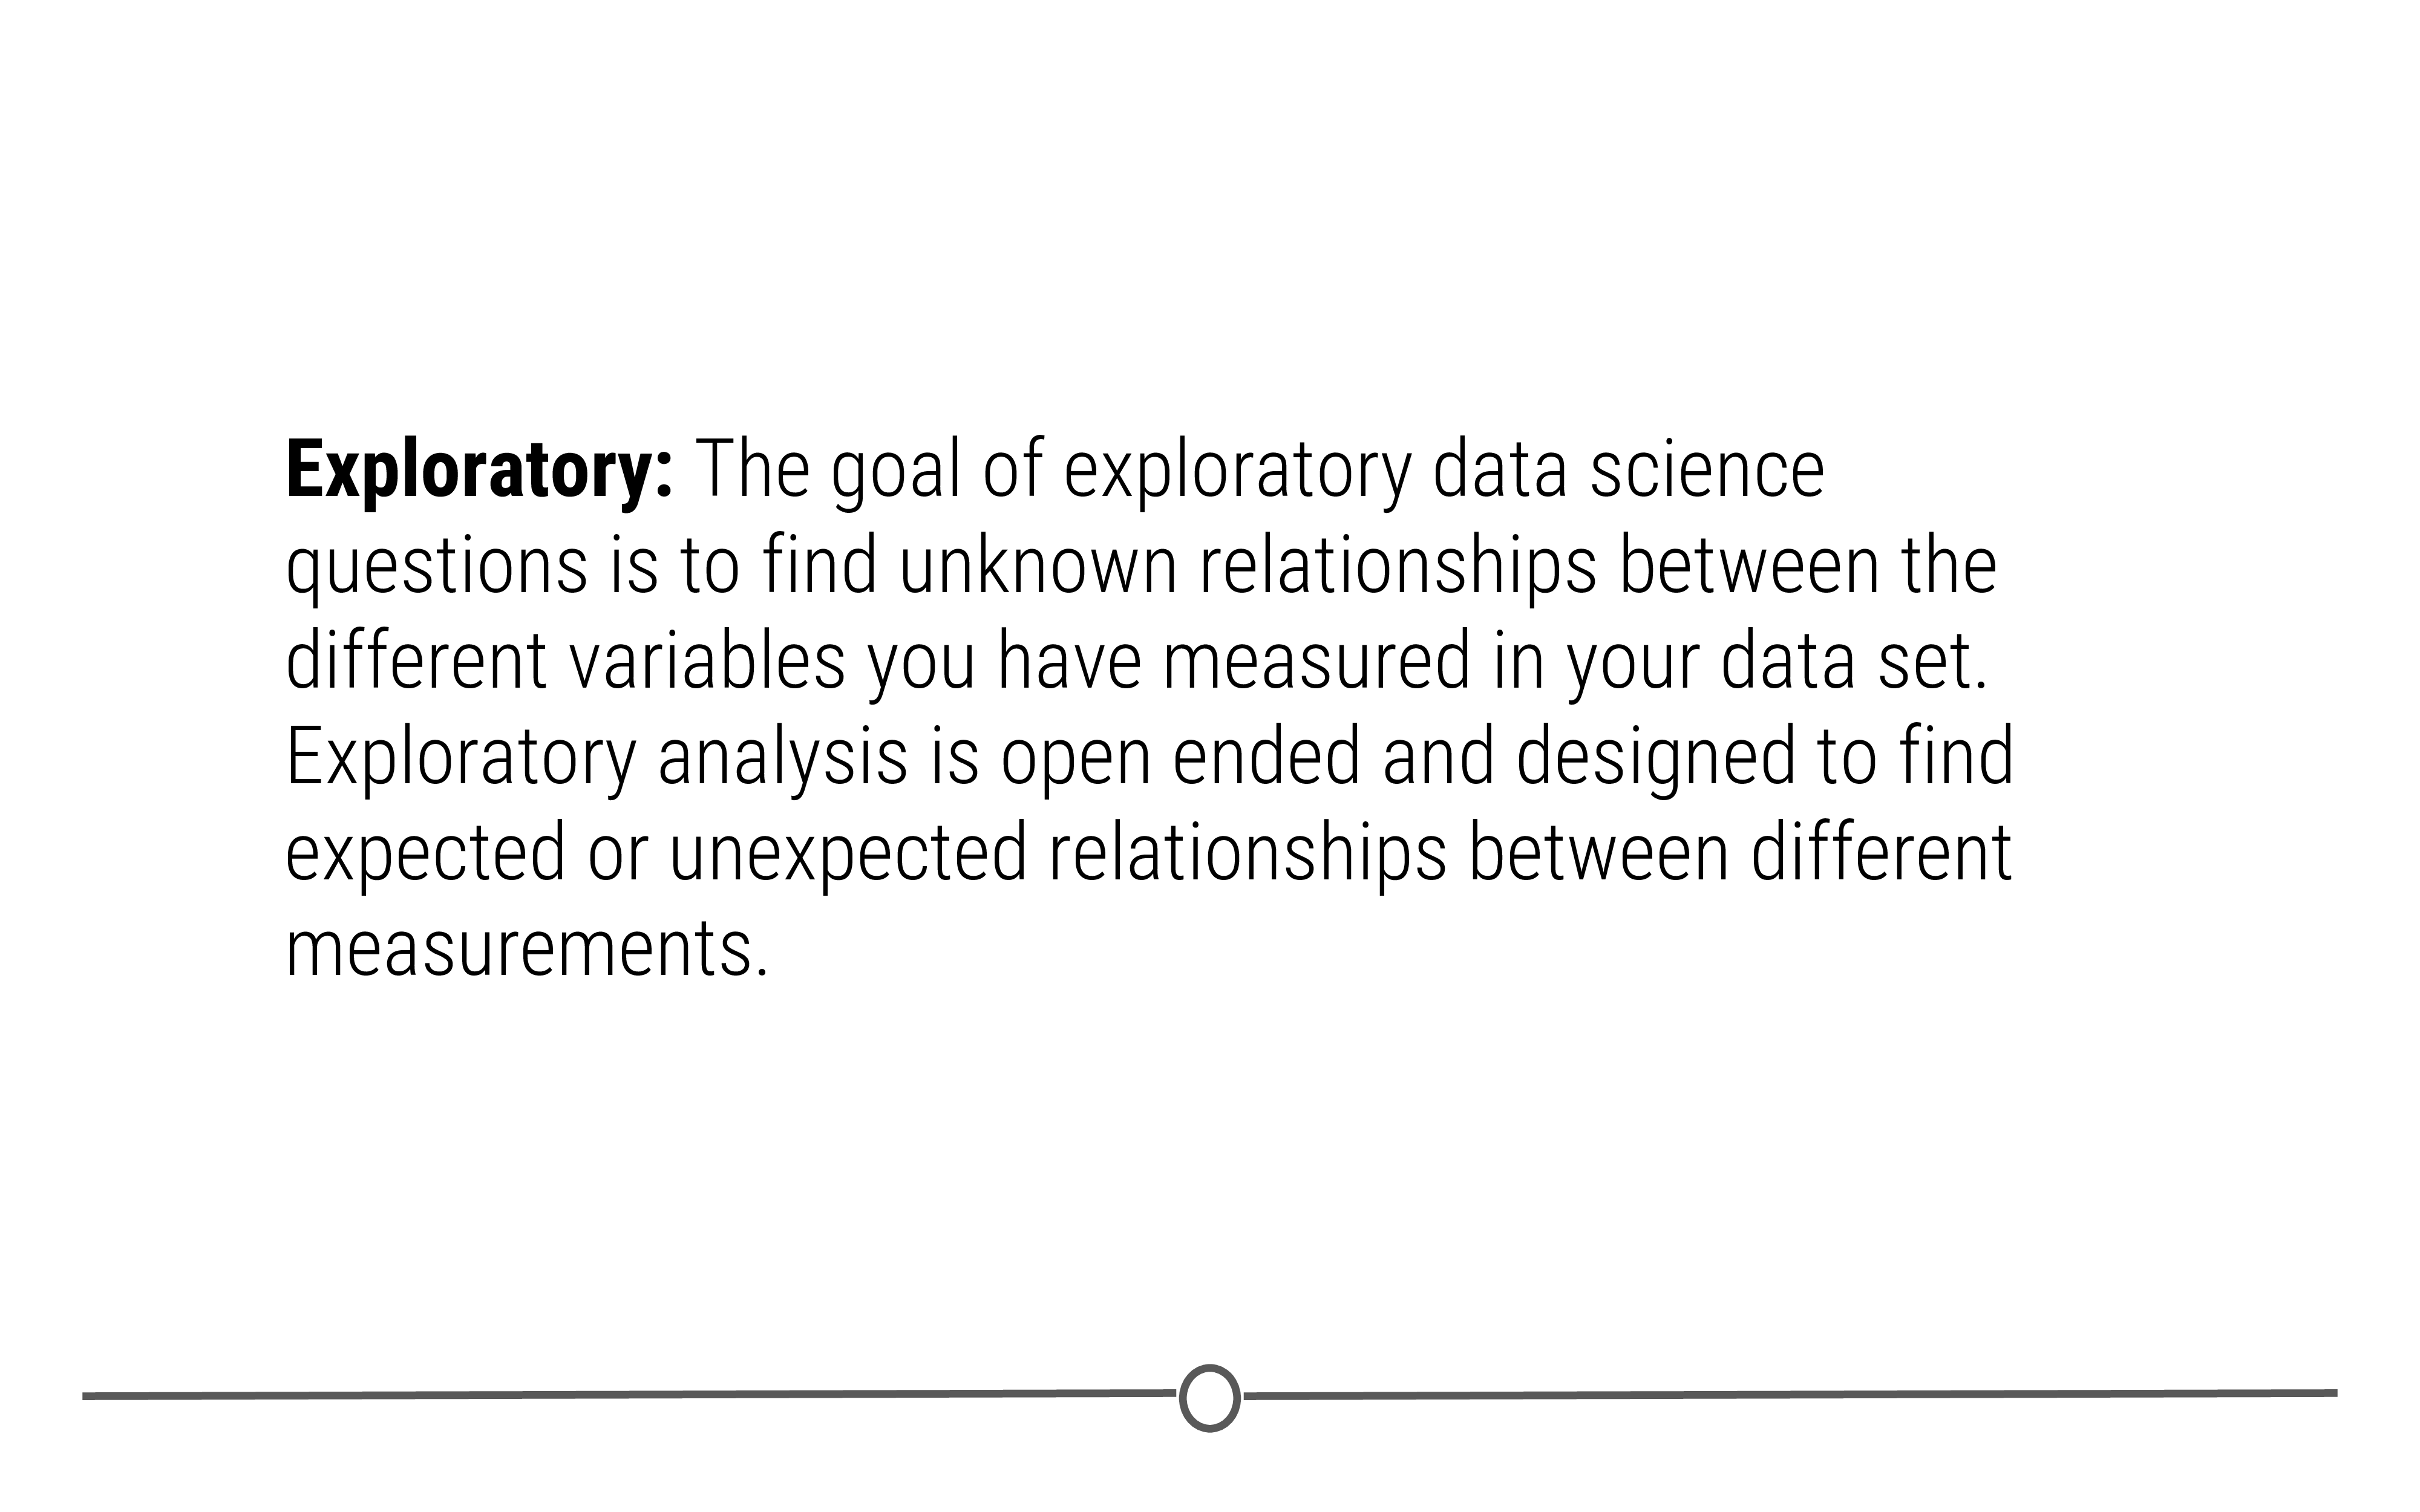 Exploratory: The goal of exploratory data science
questions is to find unknown relationships between the
different variables you have measured in your data set.
Exploratory analysis is open ended and designed to find
expected or unexpected relationships between different
measurements.